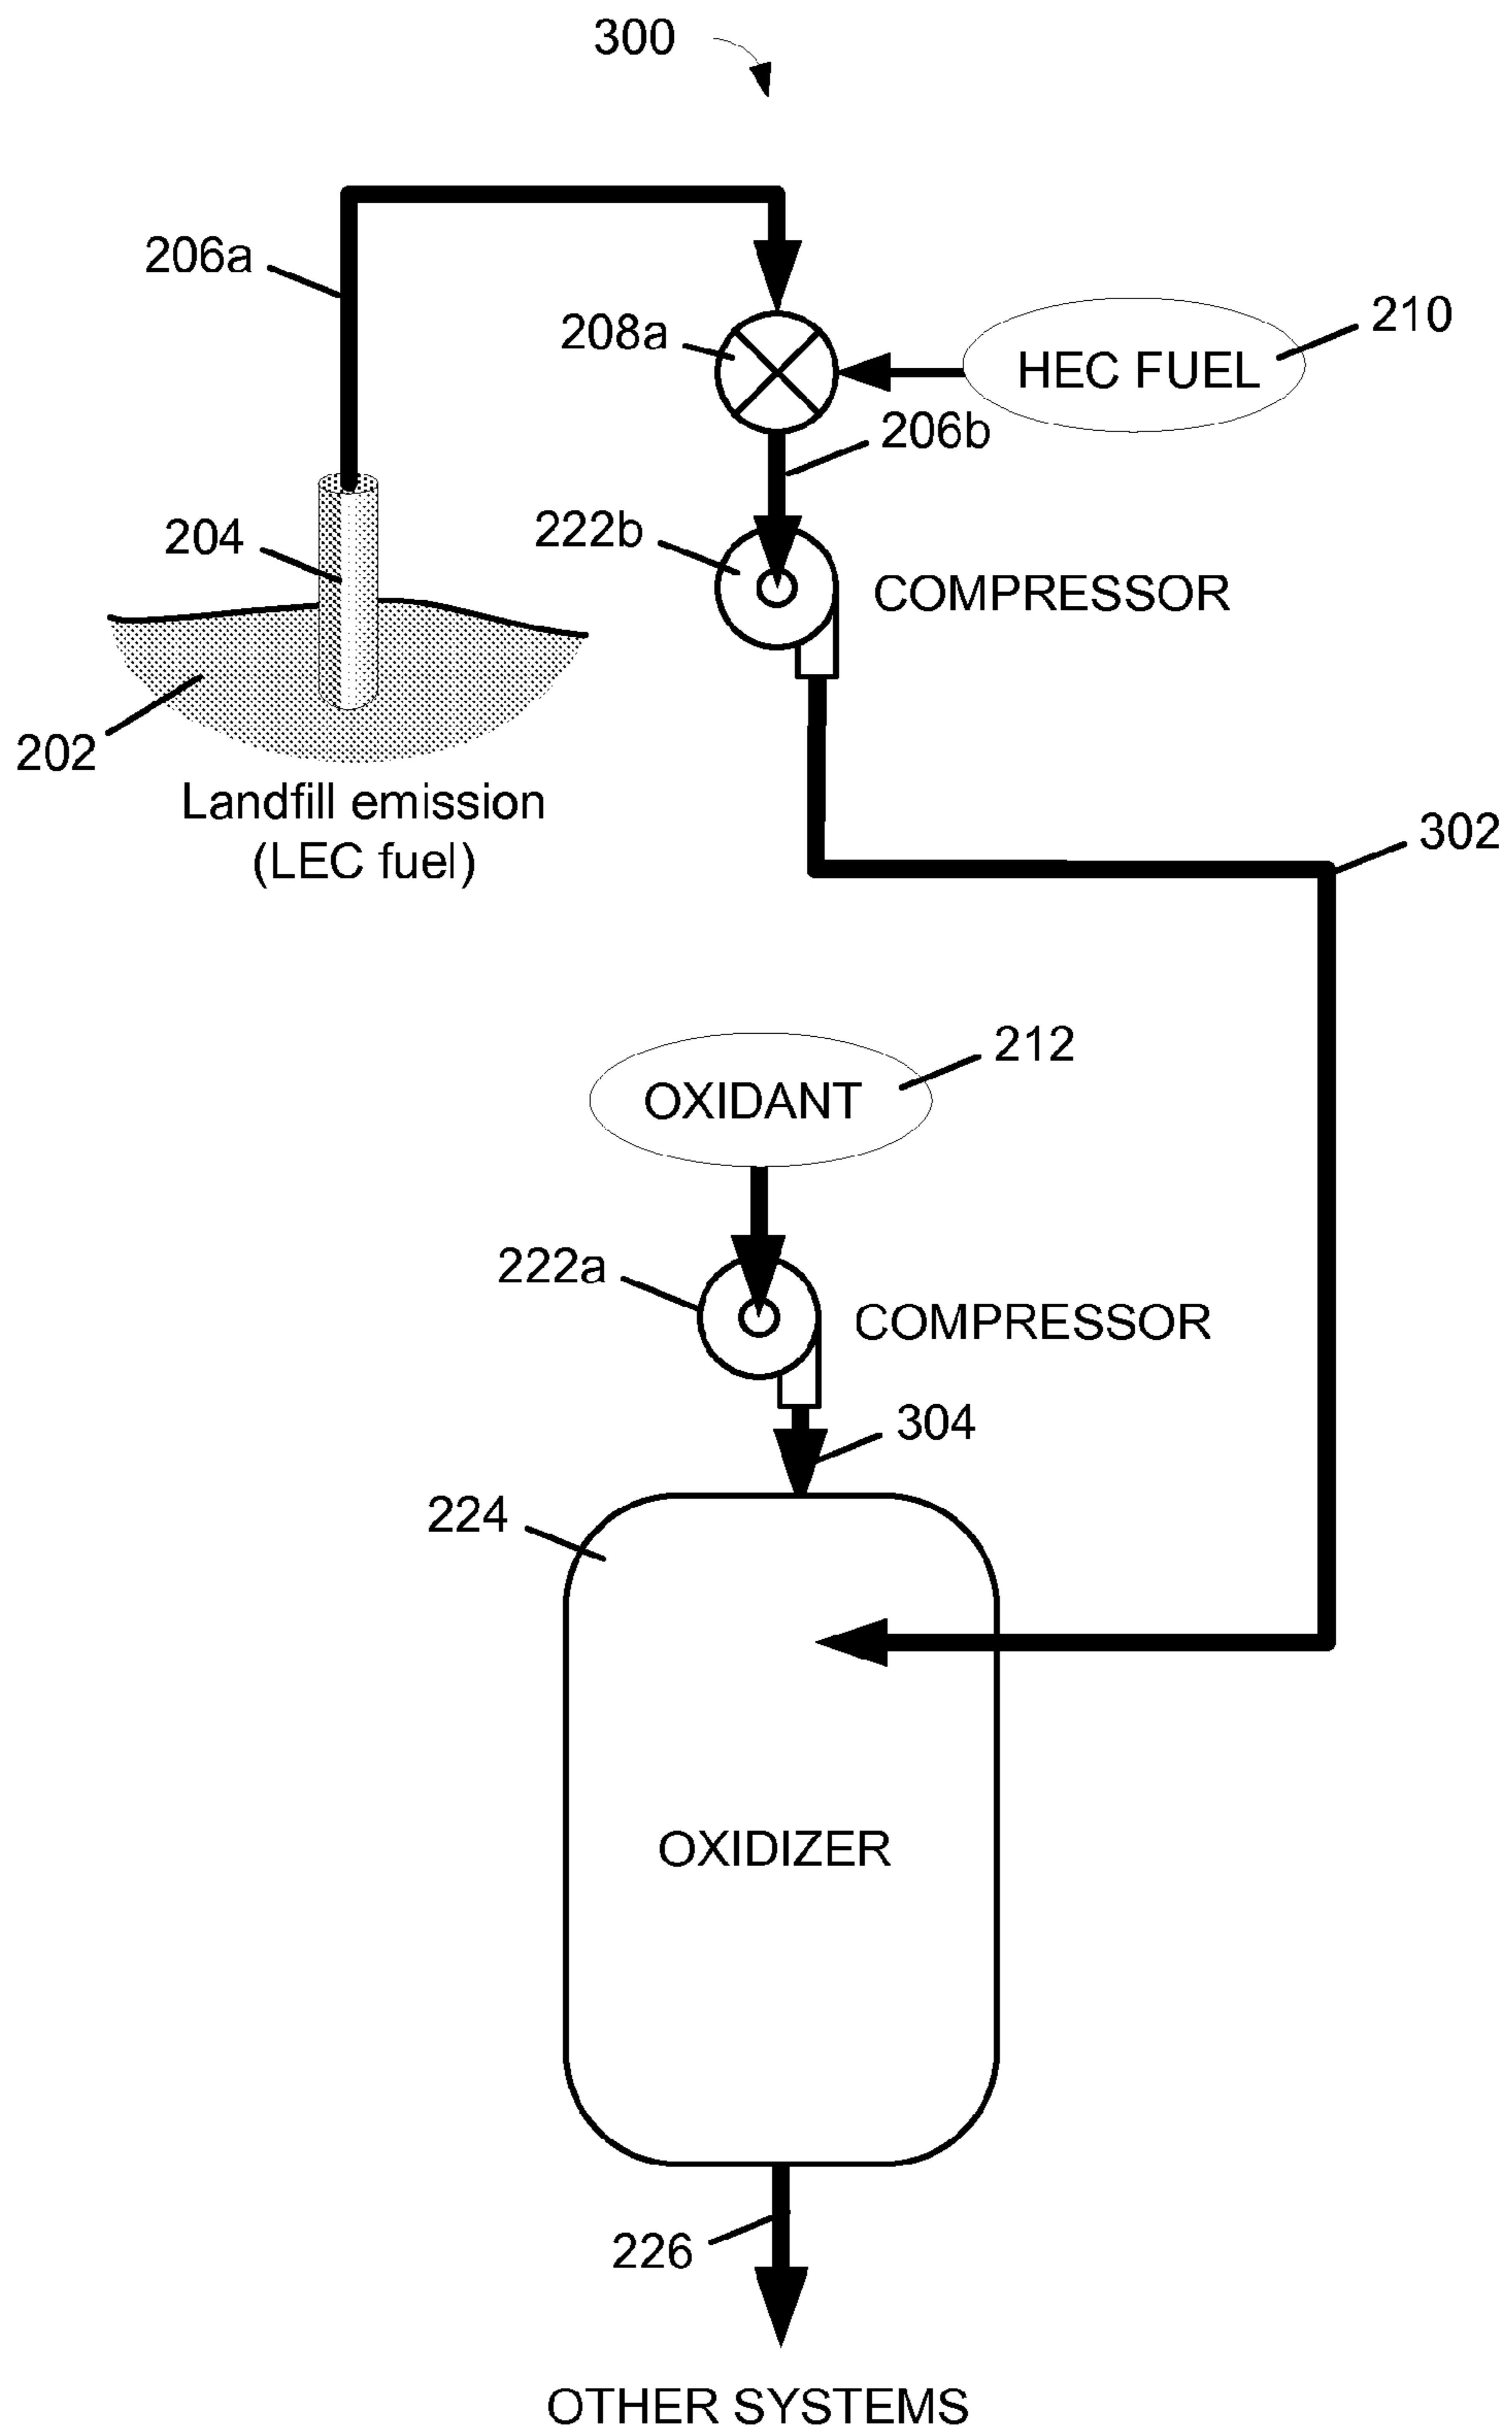 300
206a
208a
210
HEC FUEL
206b
204
222b
COMPRESSOR
202
Landfill emission
(LEC fuel)
302
212
OXIDANT
222a
COMPRESSOR
304
224
OXIDIZER
226
OTHER SYSTEMS